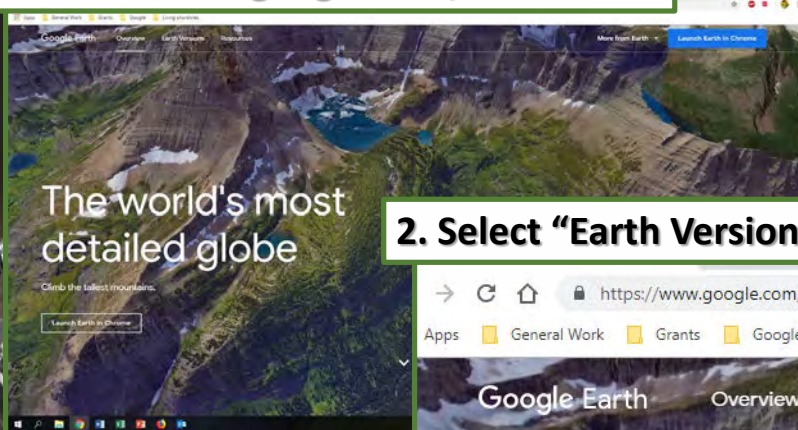 Apps General Work Grants Google Living shorelines
Google Earth Overview Earth Versions Resources More from Earth Launch Earth in Chrome
The world's most
detailed globe
Climb the tallest mountains.
Launch Earth in Chrome
2. Select “Earth Version
https://www.google.com
Apps General Work Grants Google
Google Earth Overview